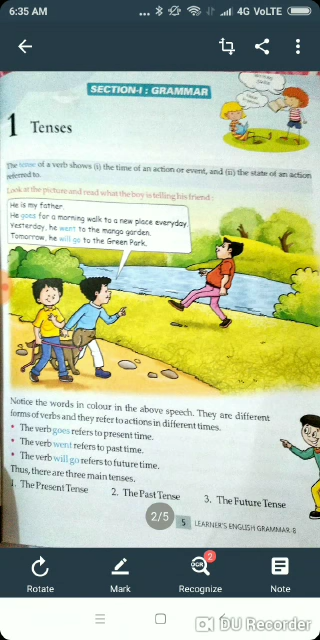 6:35 AM
4G VoLTE
SECTION-I : GRAMMAR
1 Tenses
The tense of a verb shows (i) the time of an action or event, and (ii) the state of an action
referred to.
Look at the picture and read what the boy is telling his friend :
He is my father.
He goes for a morning walk to a new place everyday.
Yesterday, he went to the mango garden.
Tomorrow, he will go to the Green Park.
Notice the words in colour in the above speech. They are different
forms of verbs and they refer to actions in different times.
• The verb goes refers to present time.
• The verb went refers to past time.
• The verb will go refers to future time.
Thus, there are three main tenses.
1. The Present Tense 2. The Past Tense 3. The Future Tense
2/5
5 LEARNER'S ENGLISH GRAMMAR-8
OCR 2
Rotate Mark Recognize Note
DU Recorder